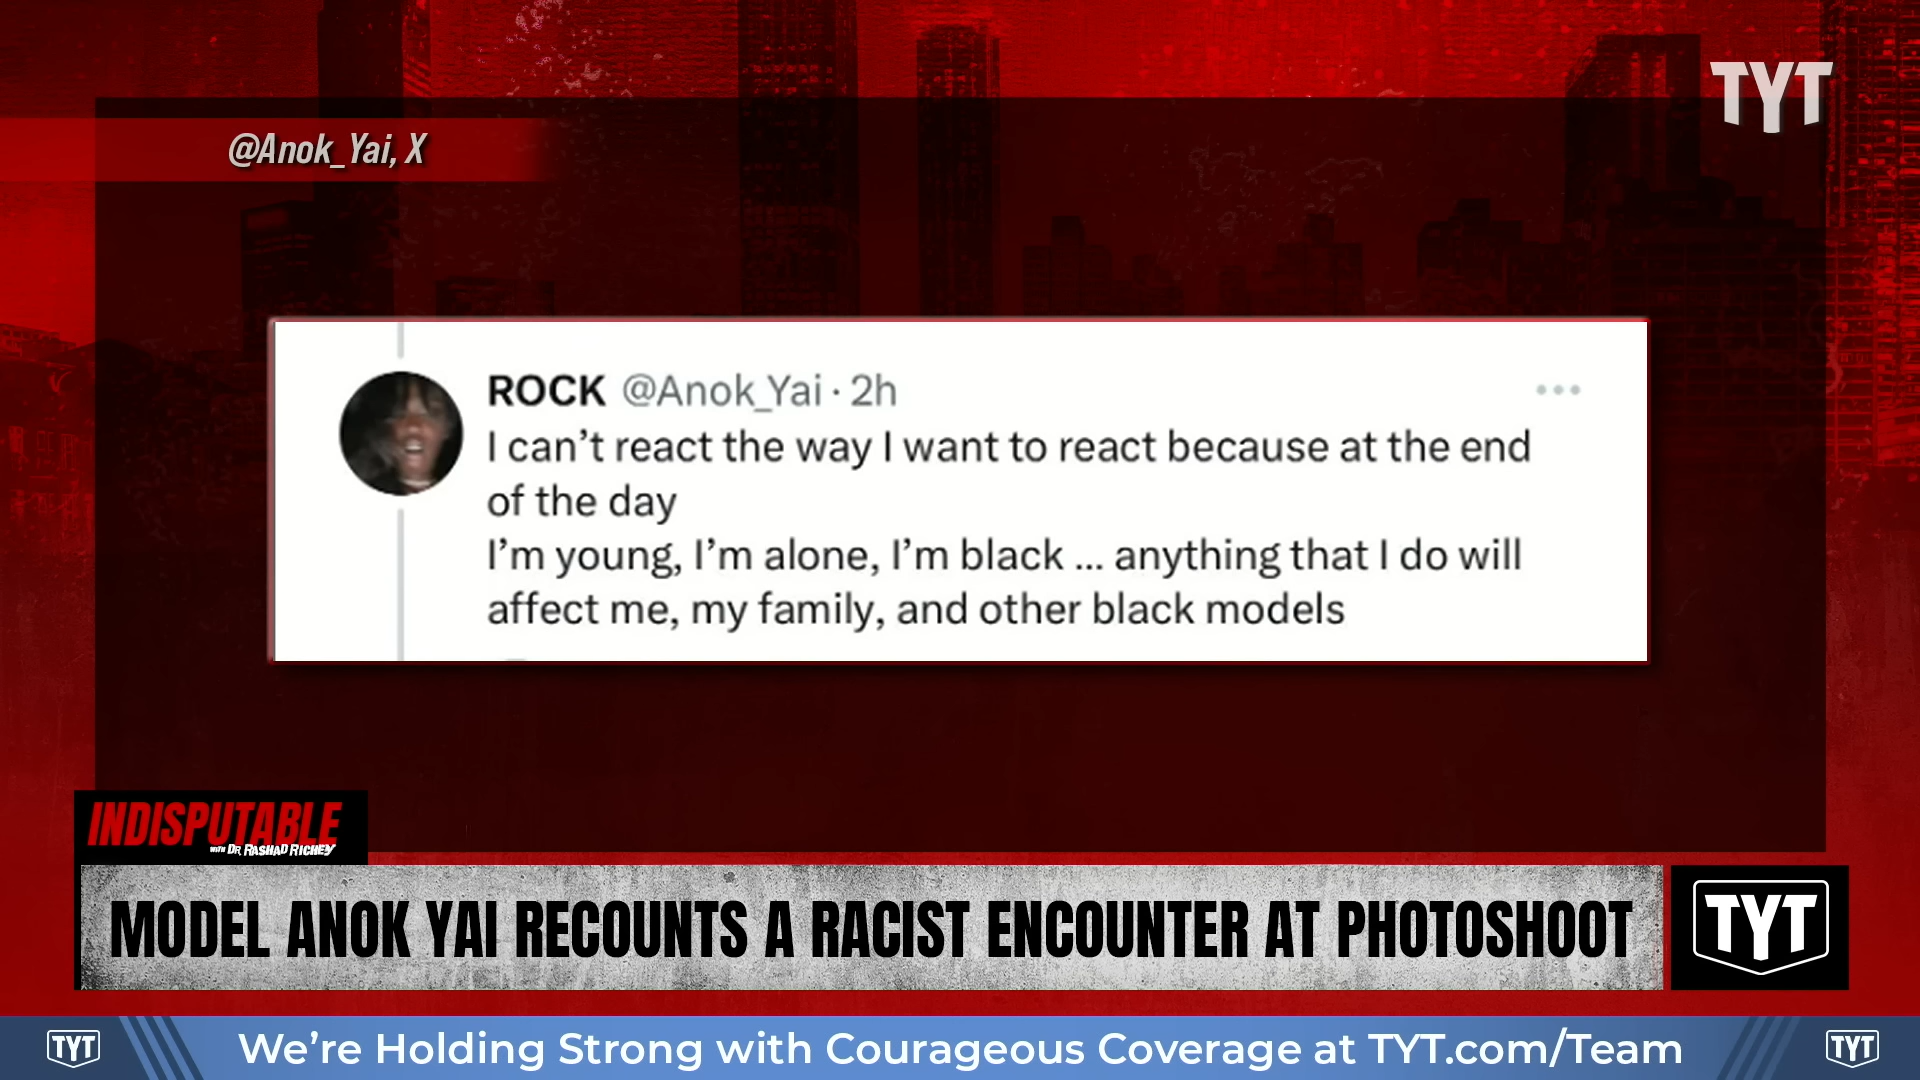 TYT
@Anok_Yai, X
ROCK @Anok_Yai · 2h
I can't react the way I want to react because at the end
of the day
I'm young, I'm alone, I'm black ... anything that I do will
affect me, my family, and other black models
INDISPUTABLE
WITH DR RASHAD RICHEY
MODEL ANOK YAI RECOUNTS A RACIST ENCOUNTER AT PHOTOSHOOT
TYT
TYT
We're Holding Strong with Courageous Coverage at TYT.com/Team
TYT